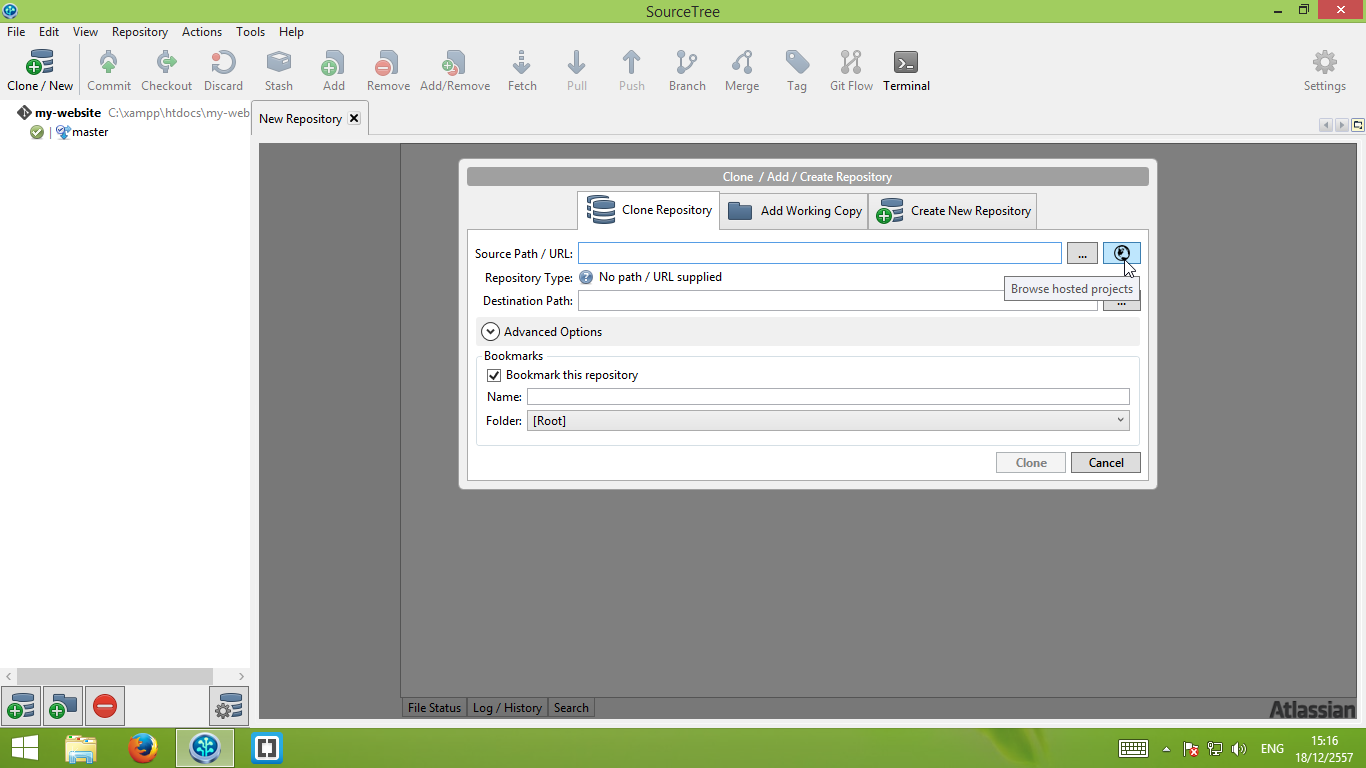 SourceTree
File Edit View Repository Actions Tools Help
Clone / New Commit Checkout Discard Stash Add Remove Add/Remove Fetch Pull Push Branch Merge Tag Git Flow Terminal Settings
my-website C:\xampp\htdocs\my-web
master
New Repository
Clone / Add / Create Repository
Clone Repository Add Working Copy Create New Repository
Source Path / URL: ...
Repository Type: ? No path / URL supplied
Browse hosted projects
Destination Path: ...
Advanced Options
Bookmarks
Bookmark this repository
Name:
Folder: [Root]
Clone Cancel
File Status Log / History Search
Atlassian
ENG
15:16
18/12/2557